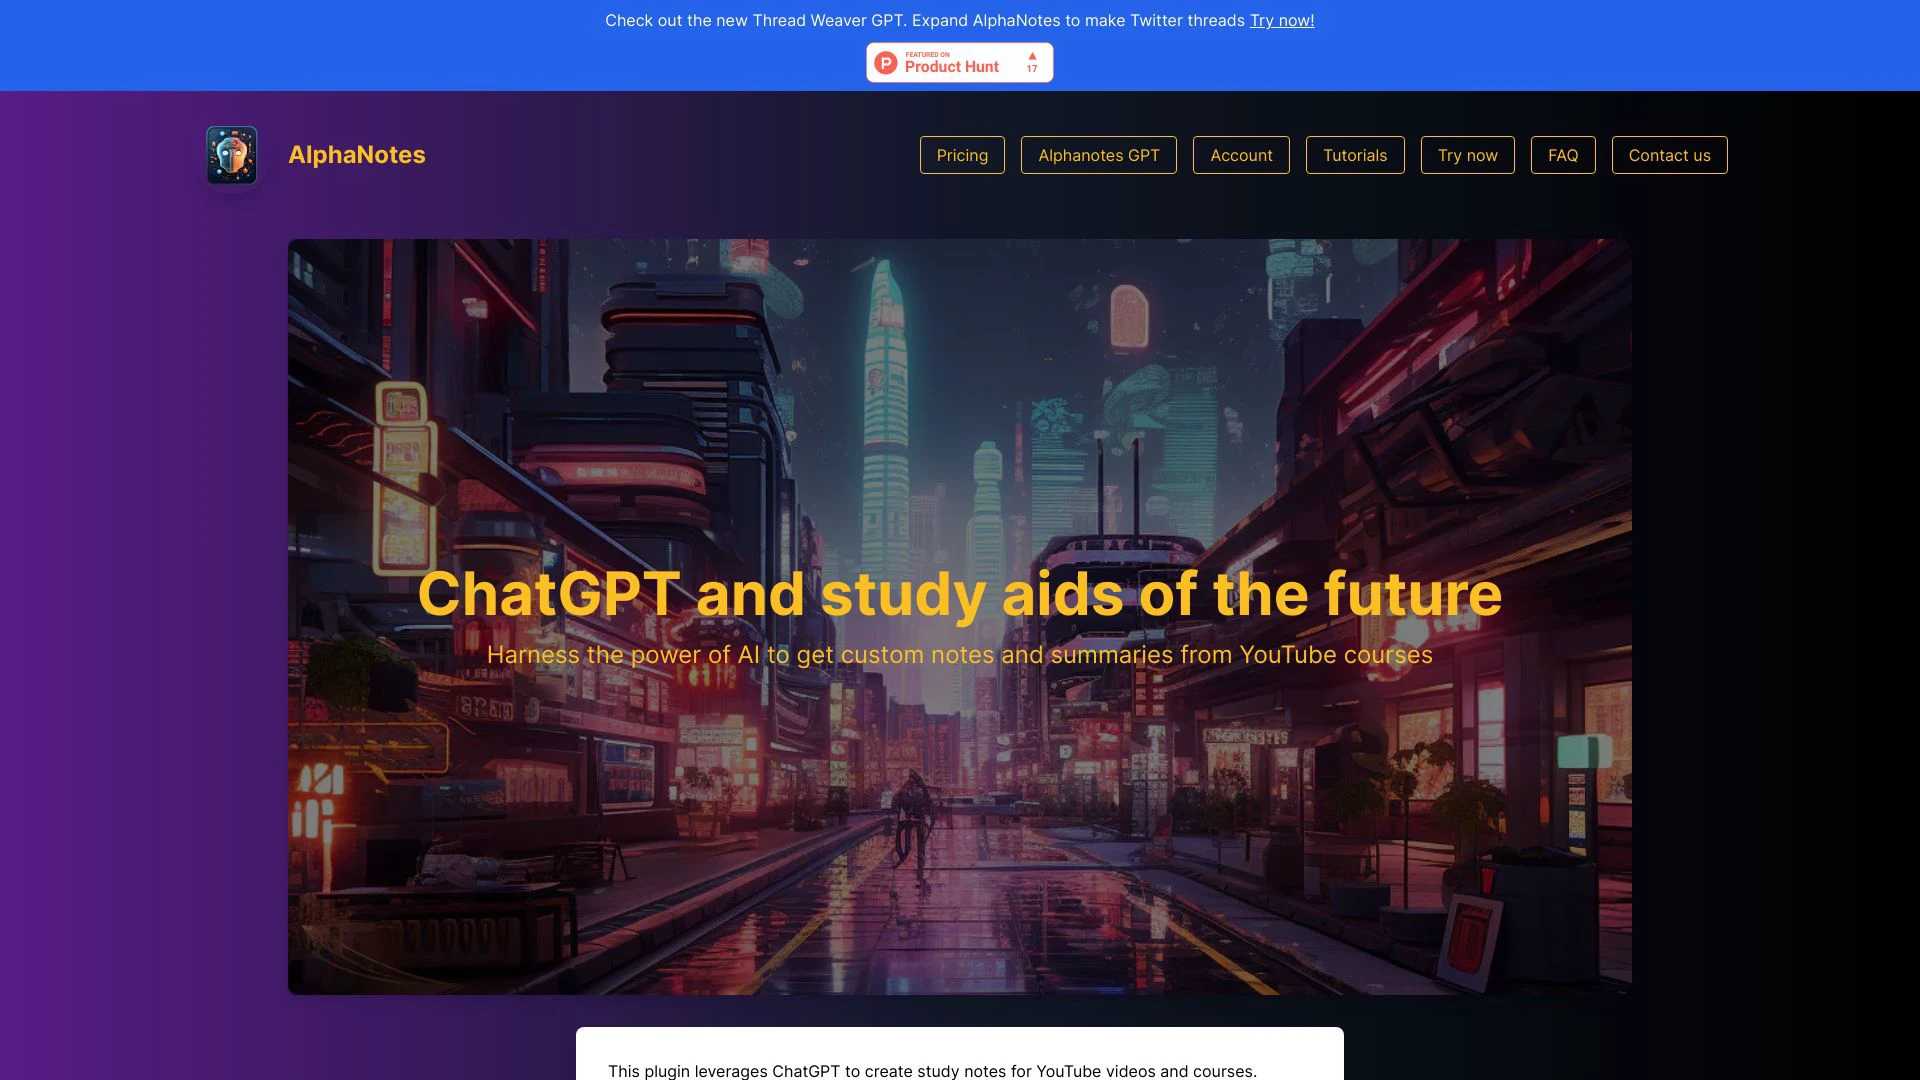 Check out the new Thread Weaver GPT. Expand AlphaNotes to make Twitter threads Try now!
FEATURED ON
Product Hunt
17
AlphaNotes
Pricing
Alphanotes GPT
Account
Tutorials
Try now
FAQ
Contact us
ChatGPT and study aids of the future
Harness the power of AI to get custom notes and summaries from YouTube courses
This plugin leverages ChatGPT to create study notes for YouTube videos and courses.